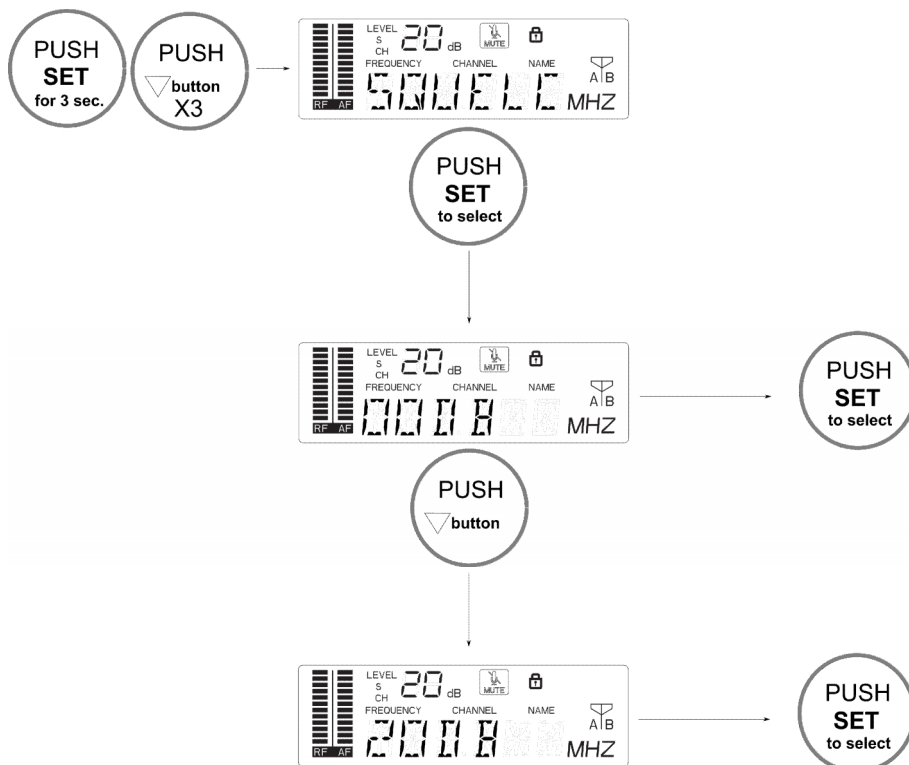 PUSH
SET
for 3 sec.
PUSH
▽ button
X3
LEVEL
S
CH
20 dB
MUTE
FREQUENCY CHANNEL NAME
A B
SQUELC MHZ
RF AF
PUSH
SET
to select
LEVEL
S
CH
20 dB
MUTE
FREQUENCY CHANNEL NAME
A B
00DB MHZ
RF AF
PUSH
SET
to select
PUSH
▽ button
LEVEL
S
CH
20 dB
MUTE
FREQUENCY CHANNEL NAME
A B
20DB MHZ
RF AF
PUSH
SET
to select